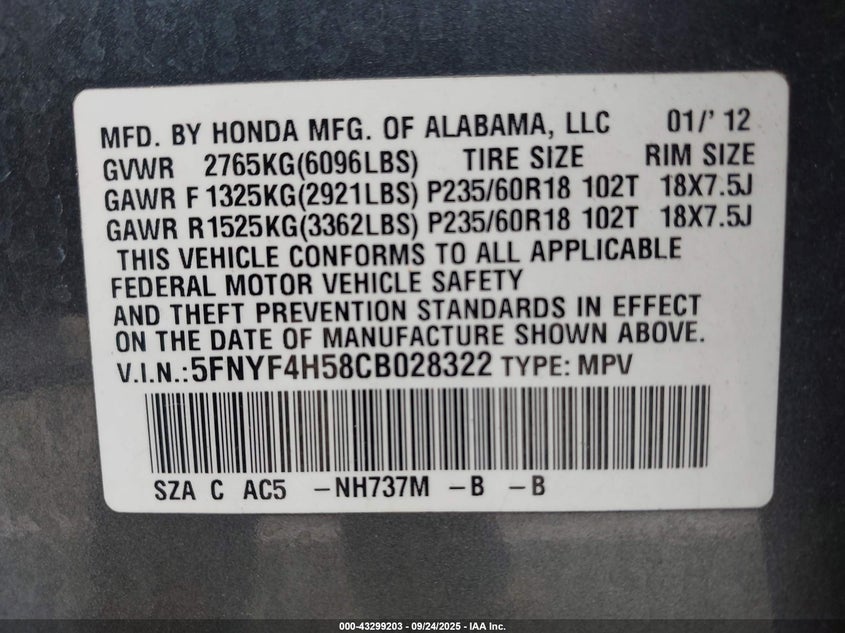 MFD. BY HONDA MFG. OF ALABAMA, LLC 01/' 12
GVWR 2765KG(6096LBS) TIRE SIZE RIM SIZE
GAWR F 1325KG(2921LBS) P235/60R18 102T 18X7.5J
GAWR R1525KG(3362LBS) P235/60R18 102T 18X7.5J
THIS VEHICLE CONFORMS TO ALL APPLICABLE
FEDERAL MOTOR VEHICLE SAFETY
AND THEFT PREVENTION STANDARDS IN EFFECT
ON THE DATE OF MANUFACTURE SHOWN ABOVE.
V.I.N.:5FNYF4H58CB028322 TYPE: MPV
SZA C AC5 -NH737M -B -B
000-43299203 - 09/24/2025 - IAA Inc.